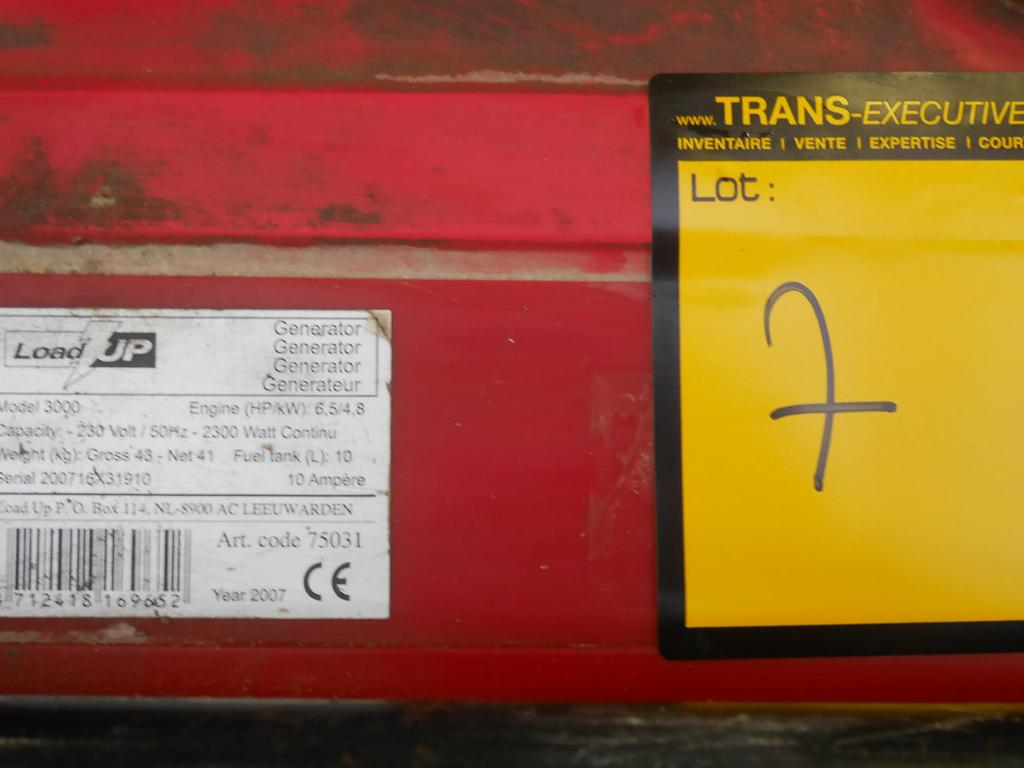 www.TRANS-EXECUTIVE
INVENTAIRE | VENTE | EXPERTISE | COUR
Lot:
7
Load UP
Generator
Generator
Generator
Generateur
Model 3000 Engine (HP/kW): 6,5/4,8
Capacity: - 230 Volt / 50Hz - 2300 Watt Continu
Weight (kg): Gross 43 - Net 41 Fuel tank (L): 10
Serial 200716X31910 10 Ampère
Load Up P.O. Box 114, NL-8900 AC LEEUWARDEN
Art. code 75031
712418 169652
Year 2007 CE